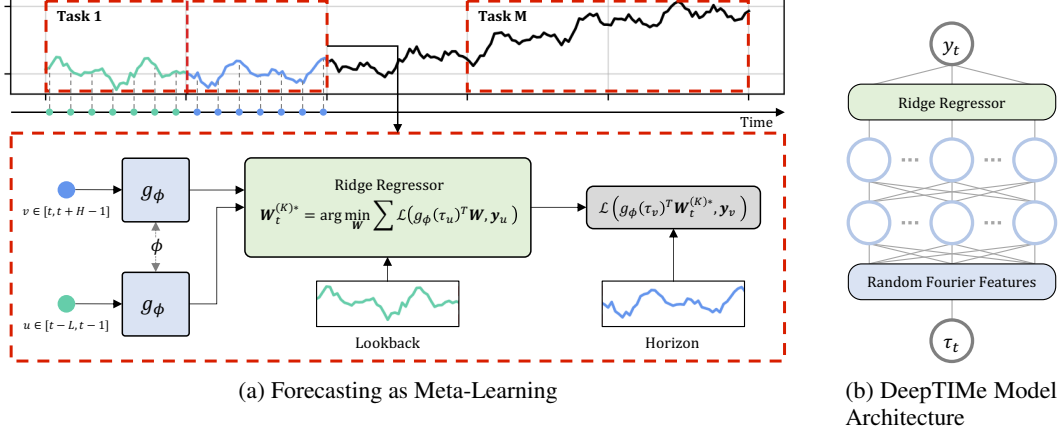 Task 1
Task M
Time
v ∈ [t, t + H − 1]
g_ϕ
ϕ
g_ϕ
u ∈ [t − L, t − 1]
Ridge Regressor
W_t^{(K)*} = arg min_W ∑ ℒ(g_ϕ(τ_u)^T W, y_u)
ℒ(g_ϕ(τ_v)^T W_t^{(K)*}, y_v)
Lookback
Horizon
(a) Forecasting as Meta-Learning
y_t
Ridge Regressor
Random Fourier Features
τ_t
(b) DeepTIMe Model
Architecture